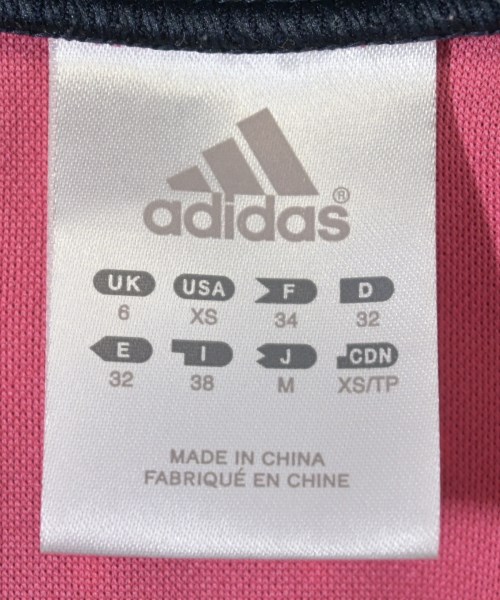 adidas®
UK USA F D
6 XS 34 32
E I J CDN
32 38 M XS/TP
MADE IN CHINA
FABRIQUÉ EN CHINE